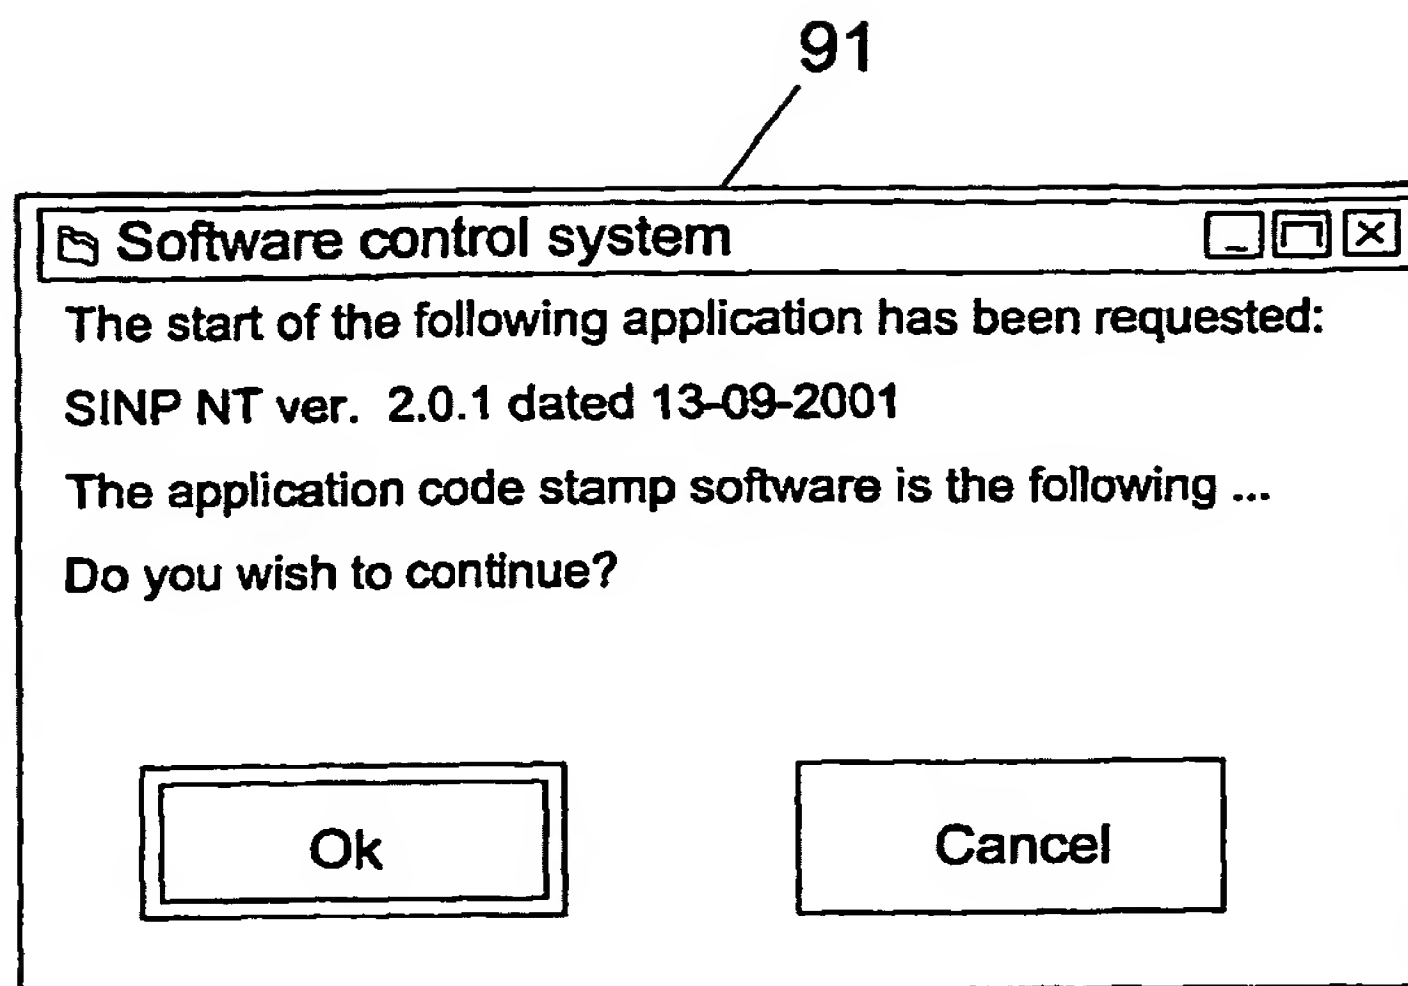 91
Software control system
The start of the following application has been requested:
SINP NT ver. 2.0.1 dated 13-09-2001
The application code stamp software is the following ...
Do you wish to continue?
Ok
Cancel